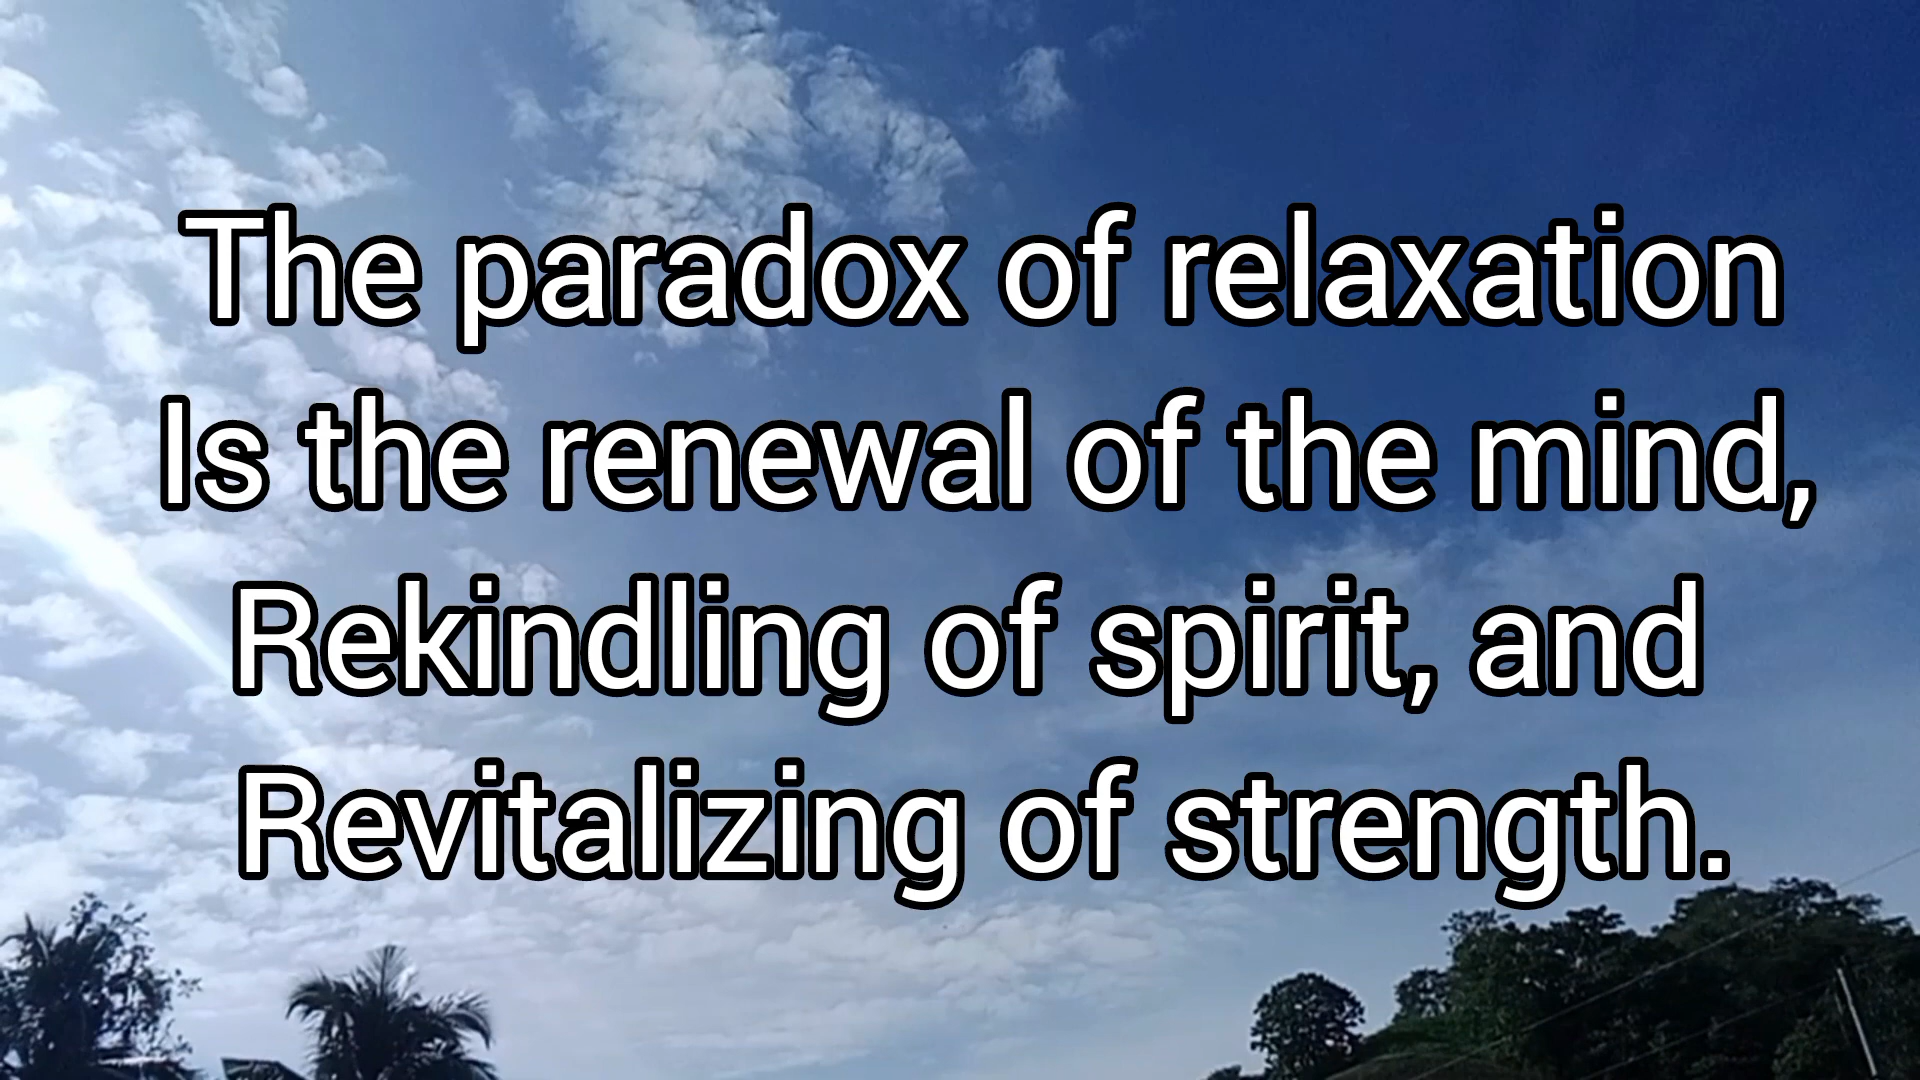 The paradox of relaxation
Is the renewal of the mind,
Rekindling of spirit, and
Revitalizing of strength.